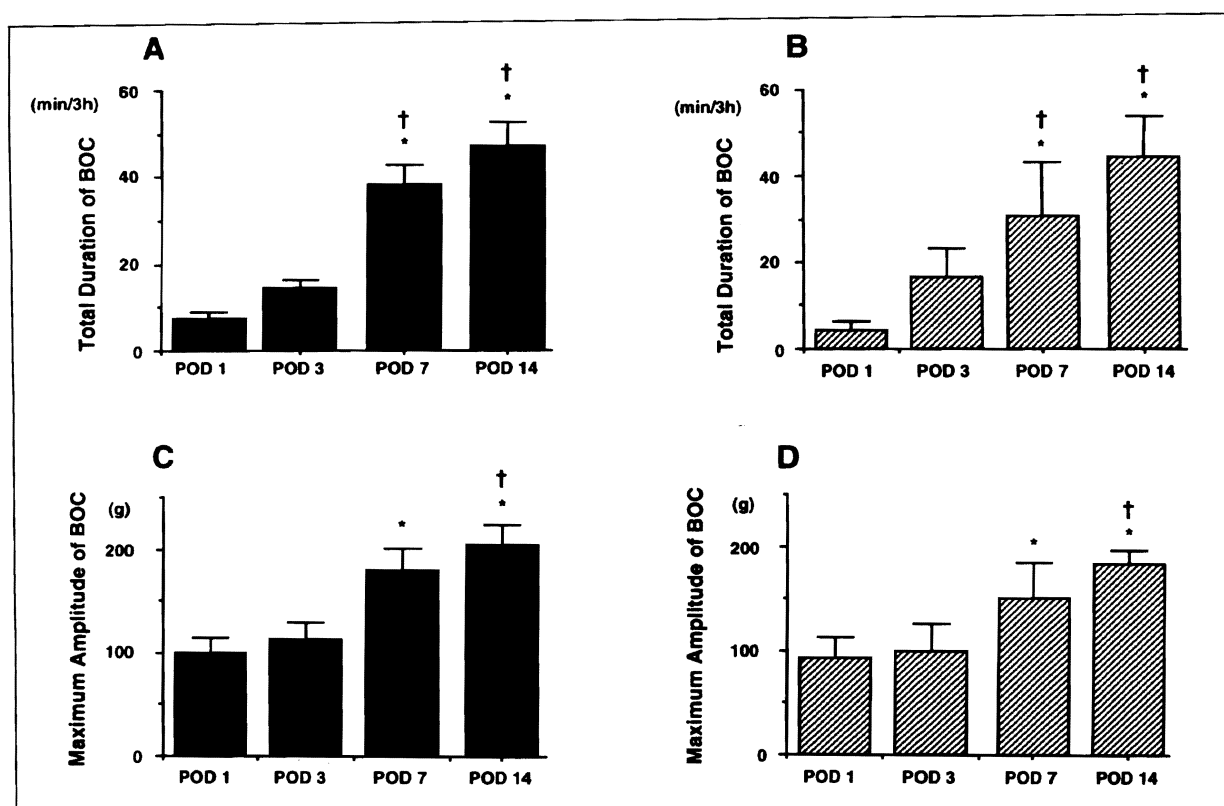 A
(min/3h)
Total Duration of BOC
60
40
20
0
†
*
†
*
POD 1 POD 3 POD 7 POD 14
B
(min/3h)
Total Duration of BOC
60
40
20
0
†
*
†
*
POD 1 POD 3 POD 7 POD 14
C
(g)
Maximum Amplitude of BOC
200
100
0
*
†
*
POD 1 POD 3 POD 7 POD 14
D
(g)
Maximum Amplitude of BOC
200
100
0
*
†
*
POD 1 POD 3 POD 7 POD 14